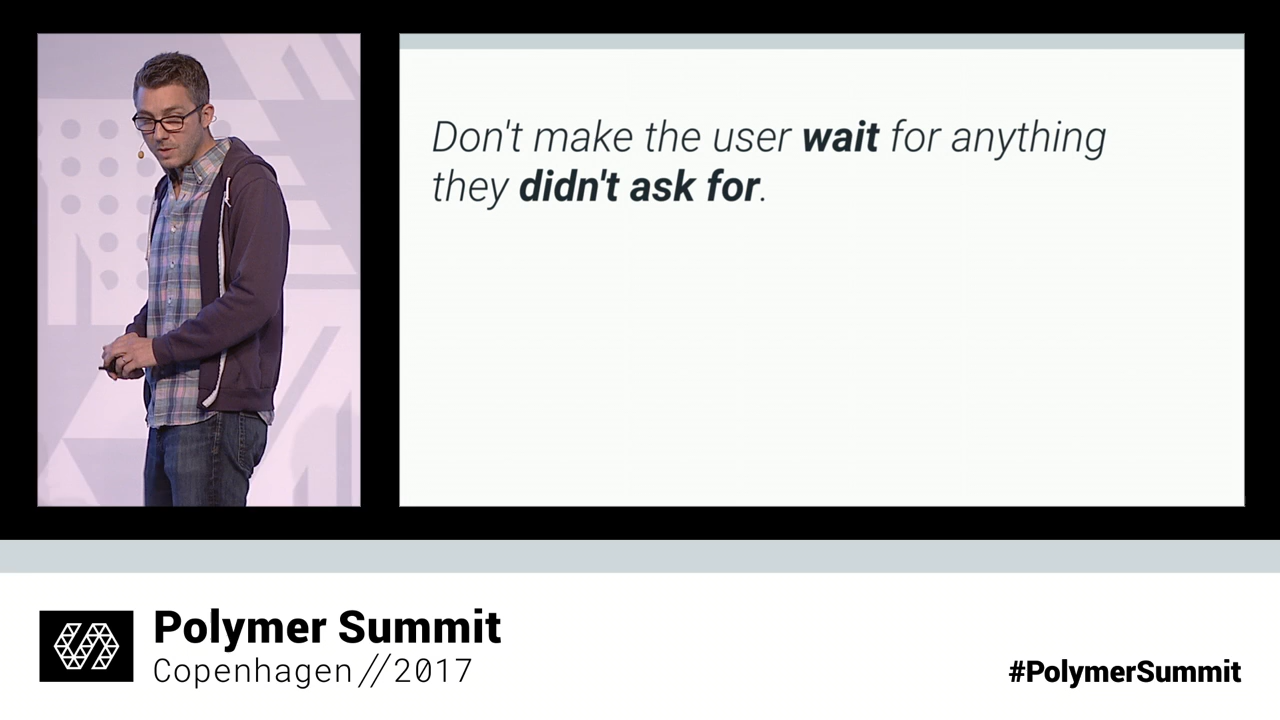 Don't make the user wait for anything
they didn't ask for.
Polymer Summit
Copenhagen//2017
#PolymerSummit